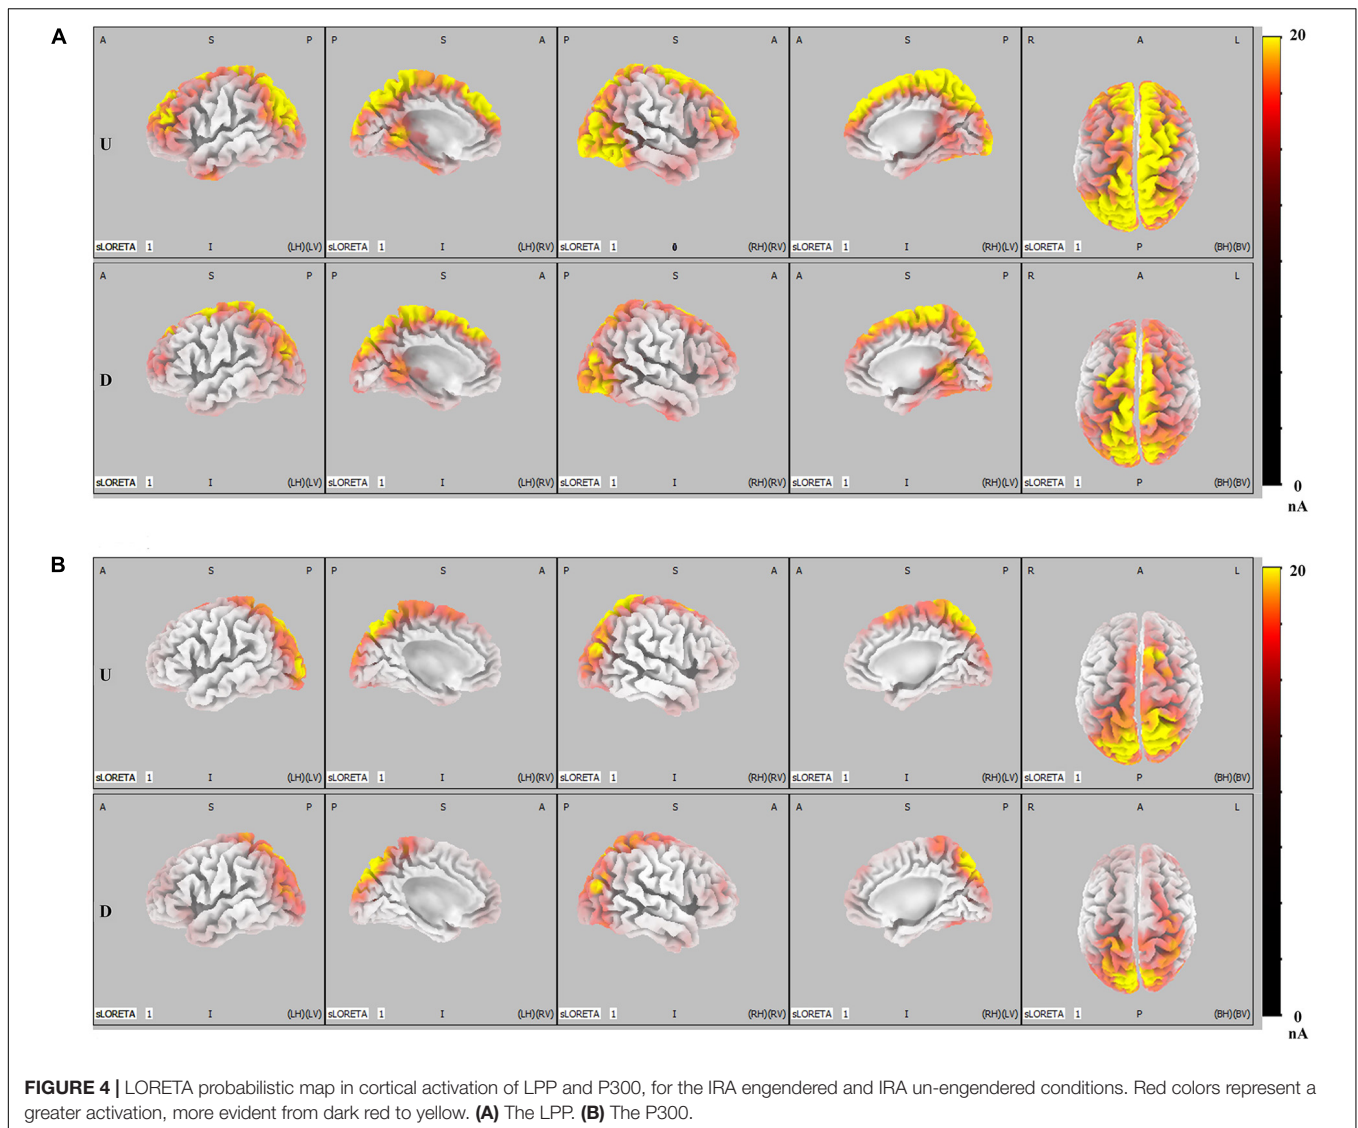 A
A S P P S A P S A A S P R A L
20
U
sLORETA 1 I (LH)(LV) sLORETA 1 I (LH)(RV) sLORETA 1 0 (RH)(RV) sLORETA 1 I (RH)(LV) sLORETA 1 P (BH)(BV)
A S P P S A P S A A S P R A L
D
sLORETA 1 I (LH)(LV) sLORETA 1 I (LH)(RV) sLORETA 1 I (RH)(RV) sLORETA 1 I (RH)(LV) sLORETA 1 P (BH)(BV)
0
nA
B
A S P P S A P S A A S P R A L
20
U
sLORETA 1 I (LH)(LV) sLORETA 1 I (LH)(RV) sLORETA 1 I (RH)(RV) sLORETA 1 I (RH)(LV) sLORETA 1 P (BH)(BV)
A S P P S A P S A A S P R A L
D
sLORETA 1 I (LH)(LV) sLORETA 1 I (LH)(RV) sLORETA 1 I (RH)(RV) sLORETA 1 I (RH)(LV) sLORETA 1 P (BH)(BV)
0
nA
FIGURE 4 | LORETA probabilistic map in cortical activation of LPP and P300, for the IRA engendered and IRA un-engendered conditions. Red colors represent a
greater activation, more evident from dark red to yellow. (A) The LPP. (B) The P300.